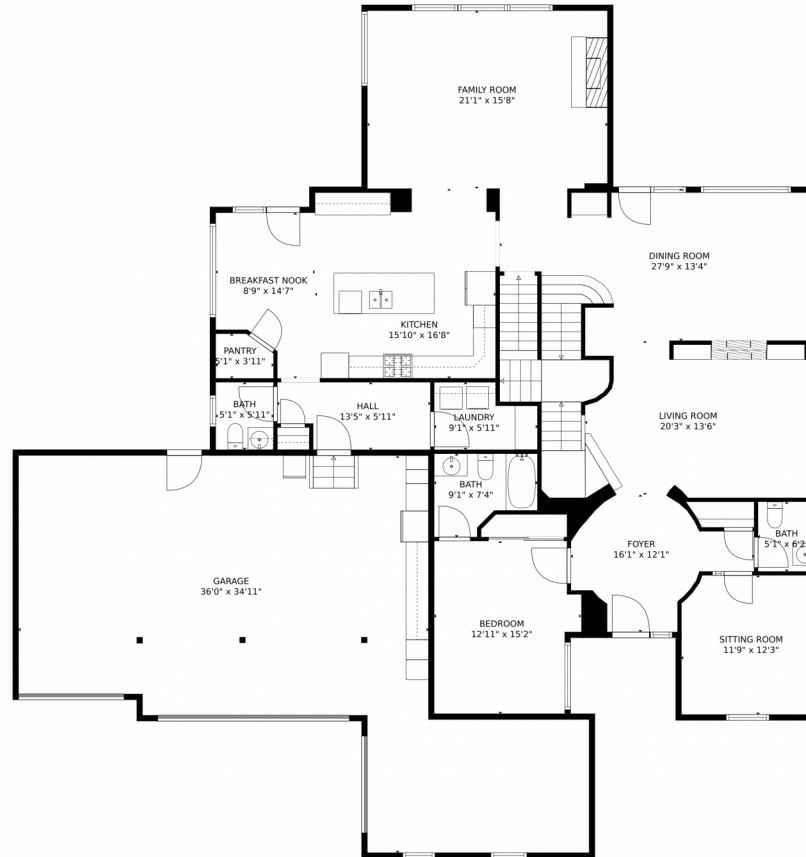 FAMILY ROOM
21'1" x 15'8"
DINING ROOM
27'9" x 13'4"
BREAKFAST NOOK
8'9" x 14'7"
KITCHEN
15'10" x 16'8"
PANTRY
5'1" x 3'11"
BATH
5'1" x 5'11"
HALL
13'5" x 5'11"
LAUNDRY
9'1" x 5'11"
LIVING ROOM
20'3" x 13'6"
BATH
9'1" x 7'4"
FOYER
16'1" x 12'1"
BATH
5'1" x 6'2
GARAGE
36'0" x 34'11"
BEDROOM
12'11" x 15'2"
SITTING ROOM
11'9" x 12'3"